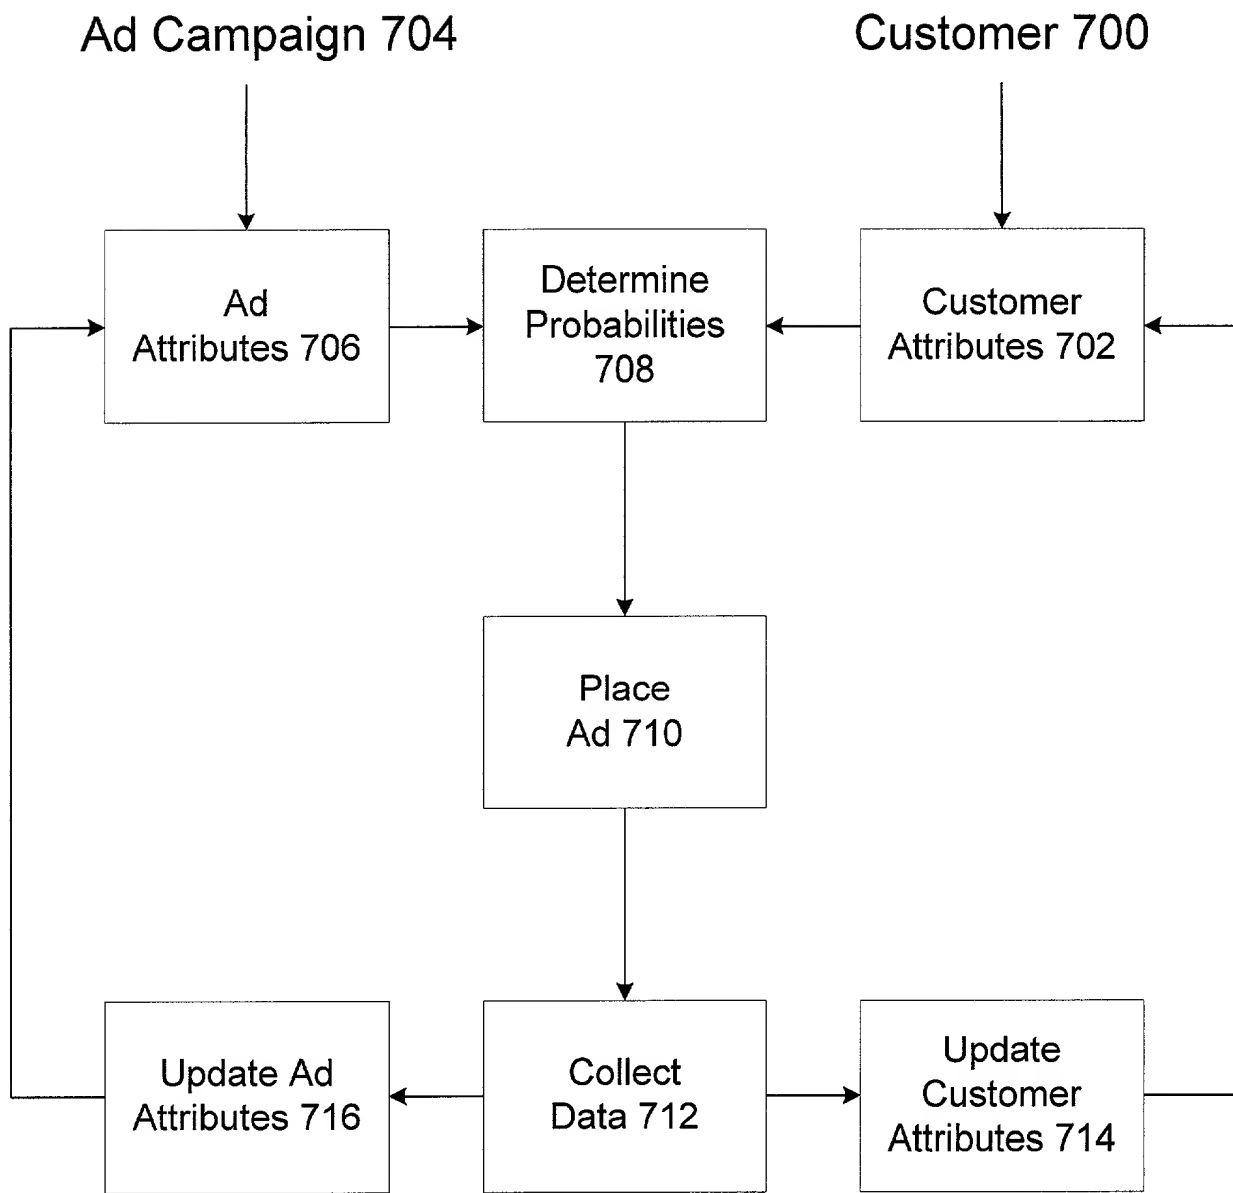 Ad Campaign 704
Customer 700
Ad
Attributes 706
Determine
Probabilities
708
Customer
Attributes 702
Place
Ad 710
Update Ad
Attributes 716
Collect
Data 712
Update
Customer
Attributes 714